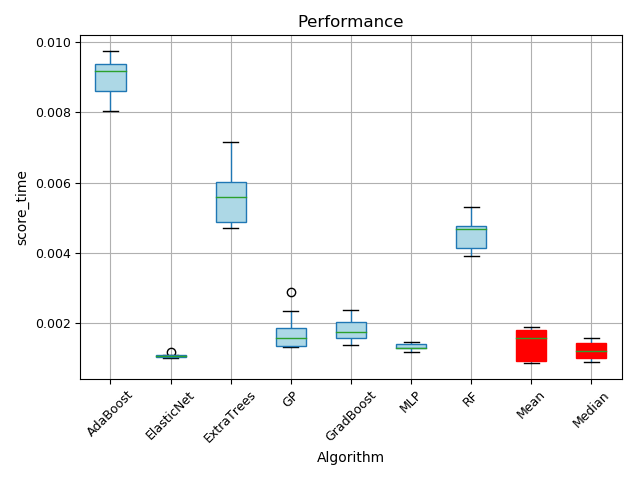 Performance
0.010
0.008
0.006
0.004
0.002
score_time
AdaBoost
ElasticNet
ExtraTrees
GP
GradBoost
MLP
RF
Mean
Median
Algorithm